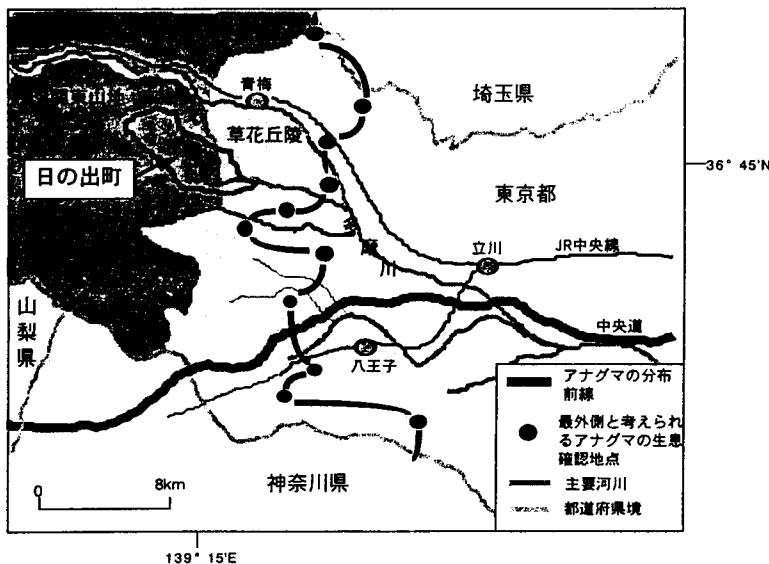 埼玉県
青梅
草花丘陵
日の出町
36° 45'N
東京都
多
摩
川
立川
JR中央線
山
梨
県
中央道
八王子
アナグマの分布
前線
最外側と考えられ
るアナグマの生息
確認地点
主要河川
都道府県境
神奈川県
0
8km
139° 15'E